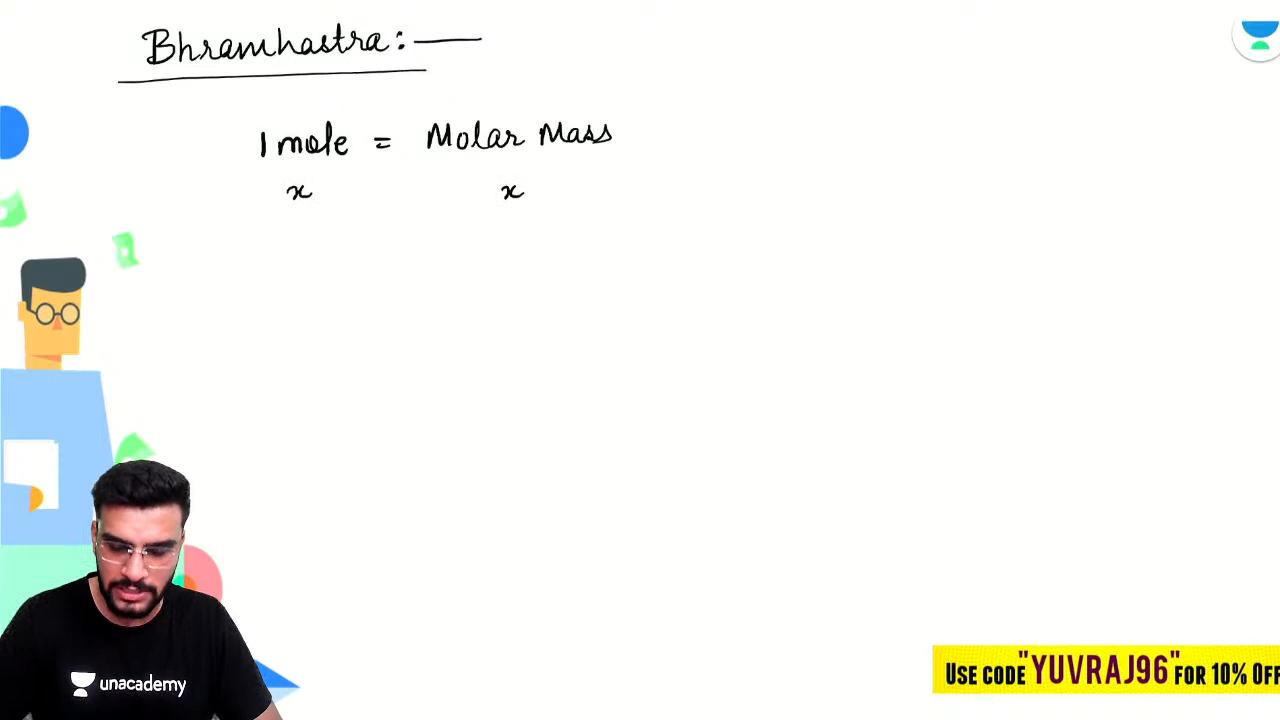 Bhramhastra:—
1 mole = Molar Mass
x x
unacademy
USE CODE "YUVRAJ96" FOR 10% OFF